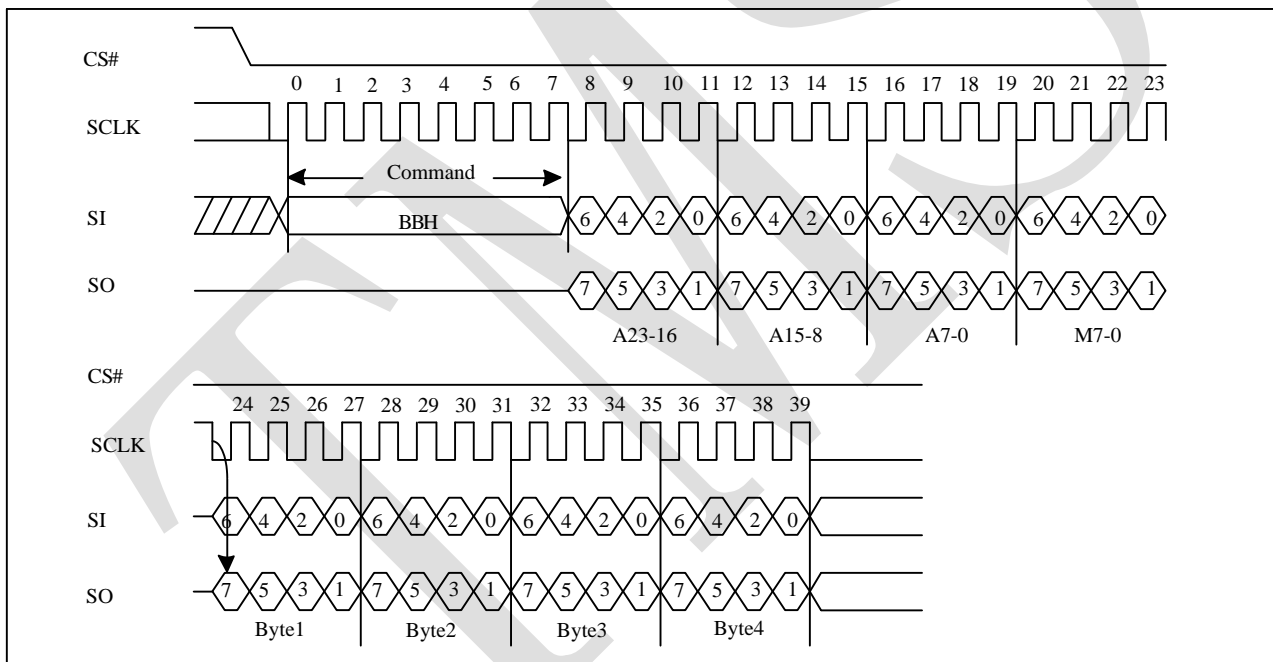 CS#
0 1 2 3 4 5 6 7 8 9 10 11 12 13 14 15 16 17 18 19 20 21 22 23
SCLK
Command
SI BBH 6 4 2 0 6 4 2 0 6 4 2 0 6 4 2 0
SO 7 5 3 1 7 5 3 1 7 5 3 1 7 5 3 1
A23-16 A15-8 A7-0 M7-0
CS#
24 25 26 27 28 29 30 31 32 33 34 35 36 37 38 39
SCLK
SI 6 4 2 0 6 4 2 0 6 4 2 0 6 4 2 0
SO 7 5 3 1 7 5 3 1 7 5 3 1 7 5 3 1
Byte1 Byte2 Byte3 Byte4